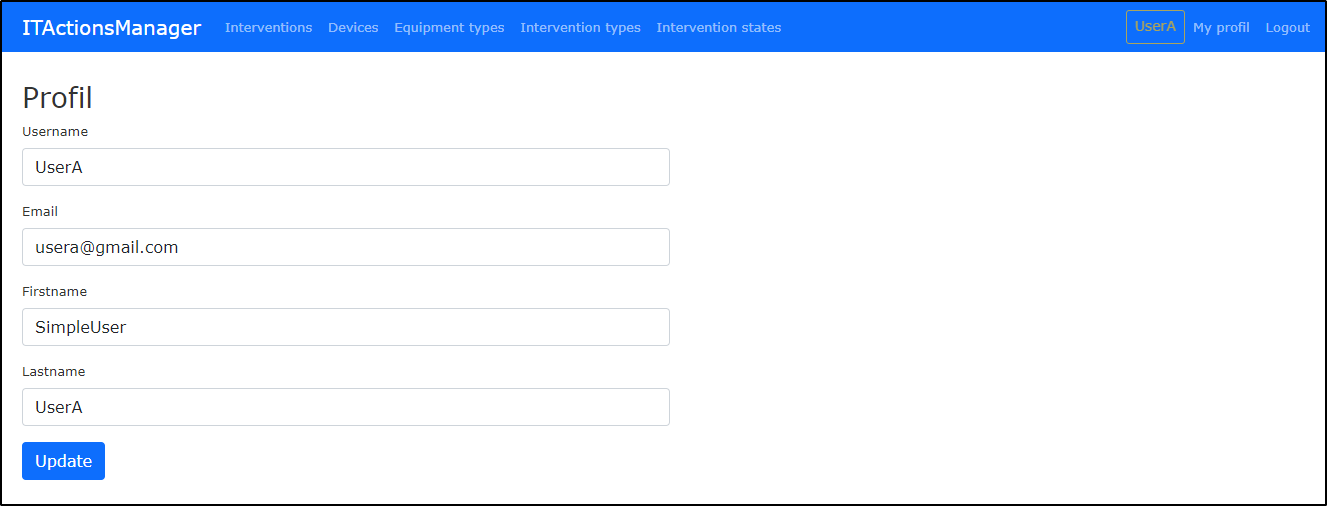 ITActionsManager Interventions Devices Equipment types Intervention types Intervention states UserA My profil Logout
Profil
Username
UserA
Email
usera@gmail.com
Firstname
SimpleUser
Lastname
UserA
Update